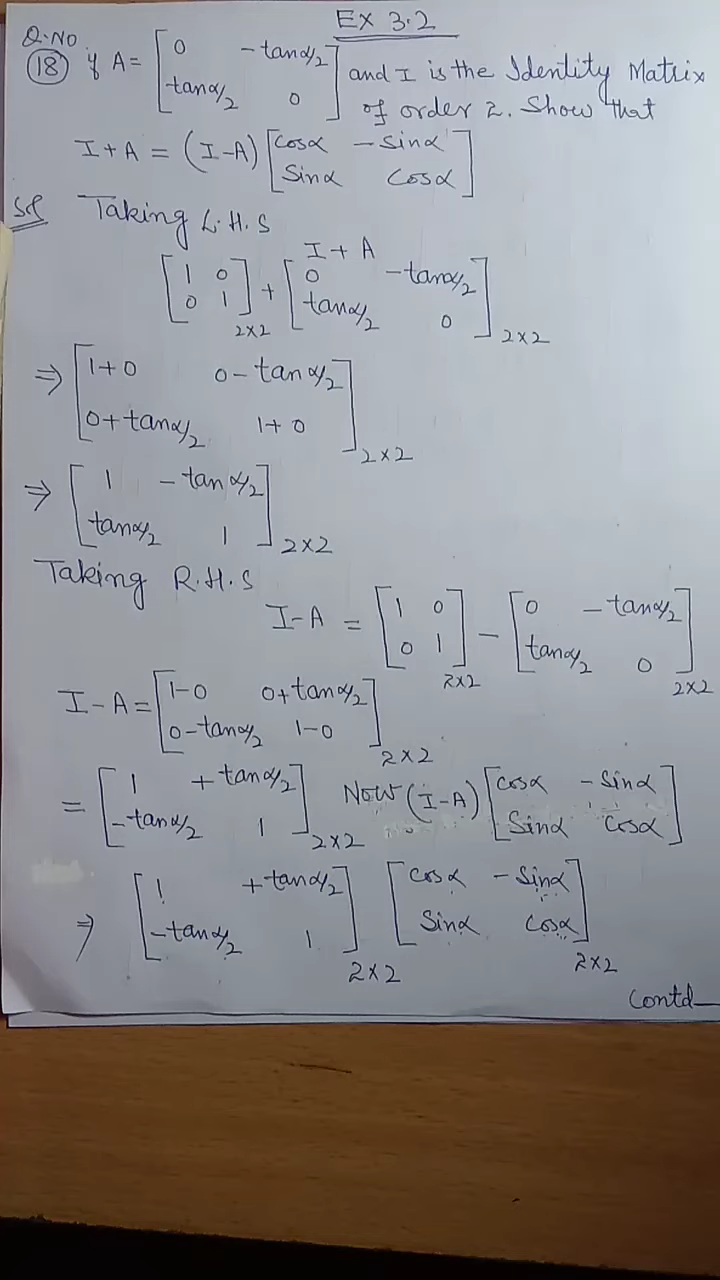 Ex 3.2
Q.NO
(18) If A = [0 -tanα/2; tanα/2 0] and I is the Identity Matrix of order 2. Show that
I+A = (I-A) [cosα -sinα; Sinα Cosα]
Sol Taking L.H.S
I + A
[1 0; 0 1]2x2 + [0 -tanα/2; tanα/2 0]2x2
⇒ [1+0 0-tanα/2; 0+tanα/2 1+0]2x2
⇒ [1 -tanα/2; tanα/2 1]2x2
Taking R.H.S
I-A = [1 0; 0 1]2x2 - [0 -tanα/2; tanα/2 0]2x2
I-A = [1-0 0+tanα/2; 0-tanα/2 1-0]2x2
= [1 +tanα/2; -tanα/2 1]2x2 Now (I-A) [cosα -Sinα; Sinα Cosα]
⇒ [1 +tanα/2; -tanα/2 1]2x2 [cosα -Sinα; Sinα Cosα]2x2
Contd